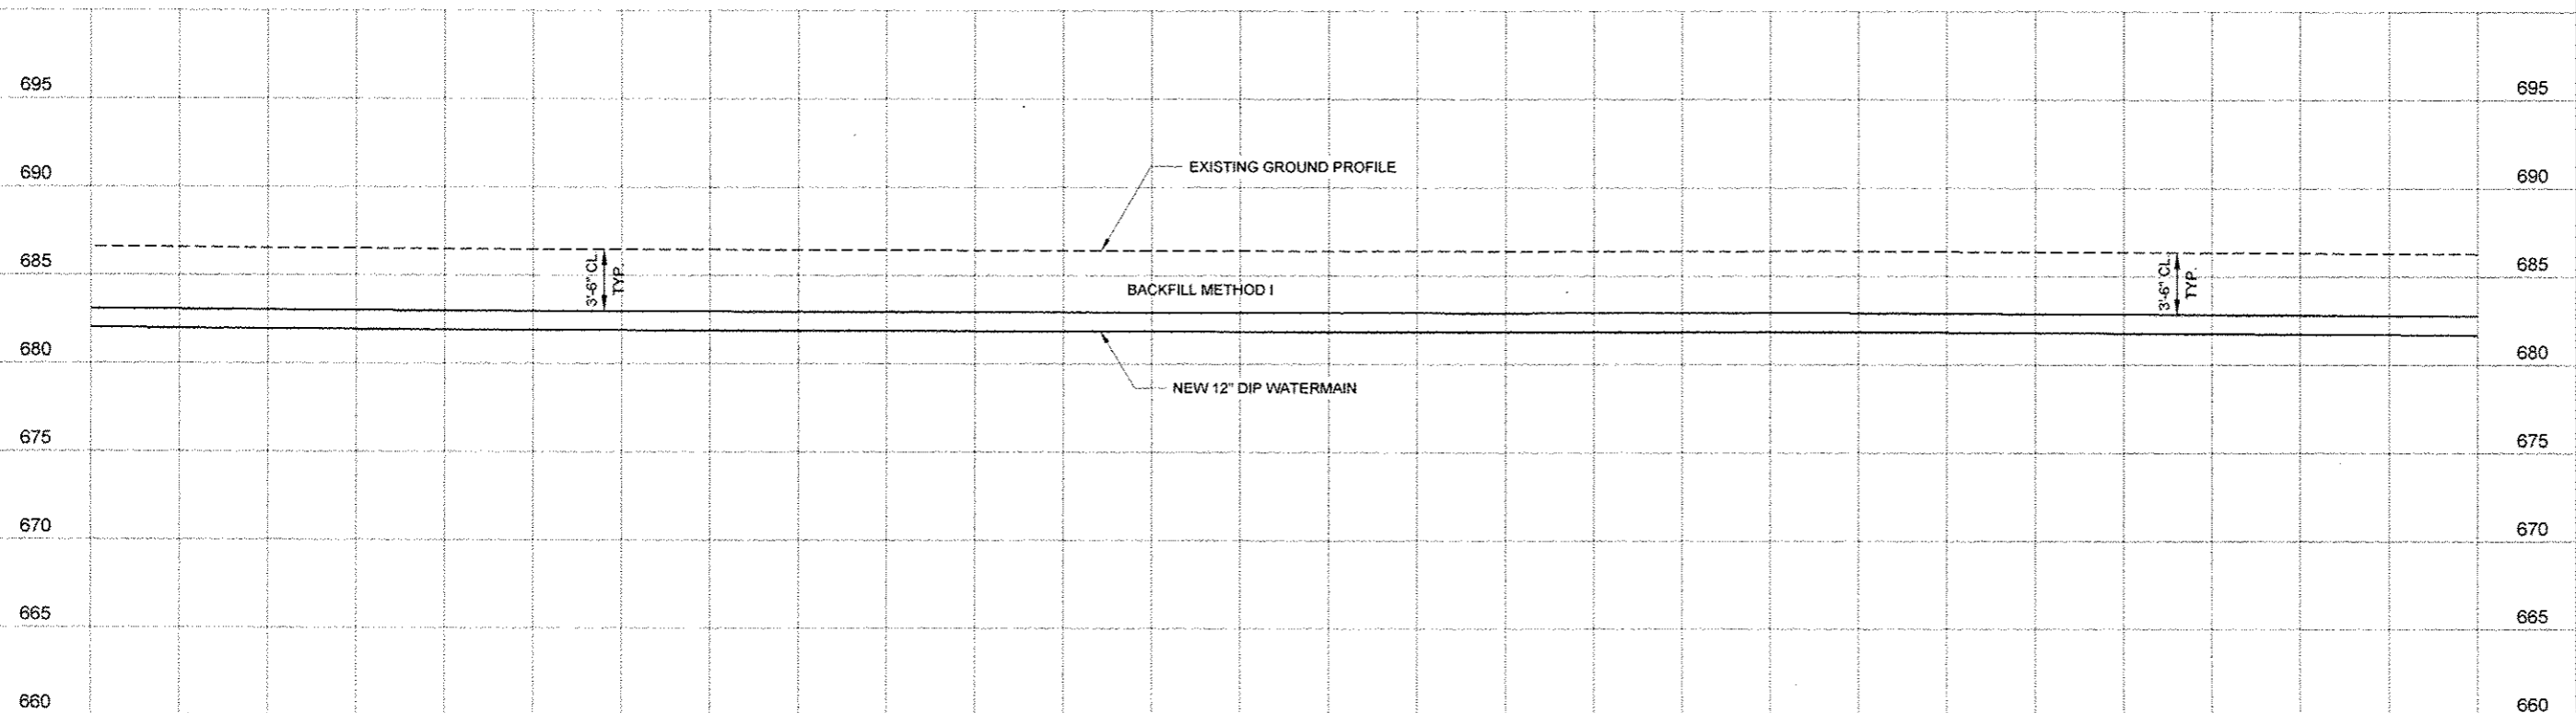 695 695
690 EXISTING GROUND PROFILE 690
685 3'-6" CL. TYP. 3'-6" CL. TYP. 685
BACKFILL METHOD I
680 680
NEW 12" DIP WATERMAIN
675 675
670 670
665 665
660 660